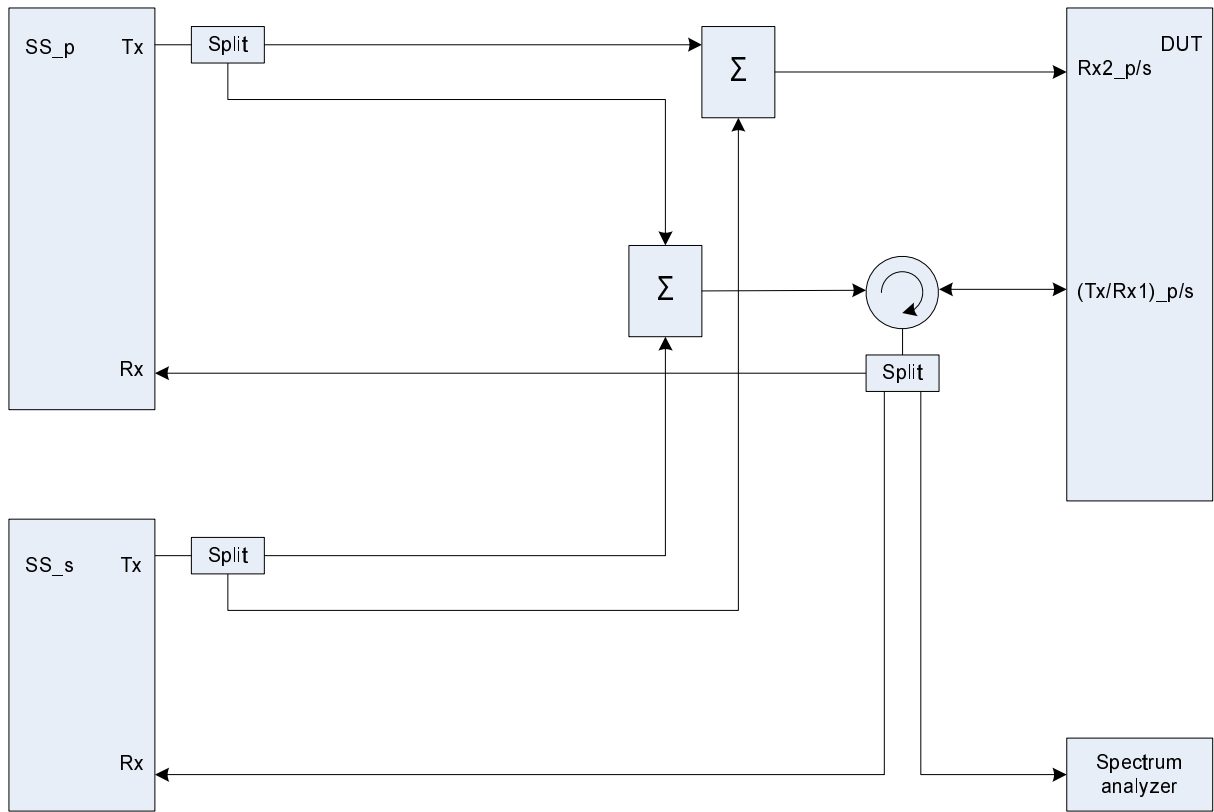 SS_p Tx
Split
Σ
DUT
Rx2_p/s
Σ
(Tx/Rx1)_p/s
Rx
Split
SS_s Tx
Split
Rx
Spectrum
analyzer